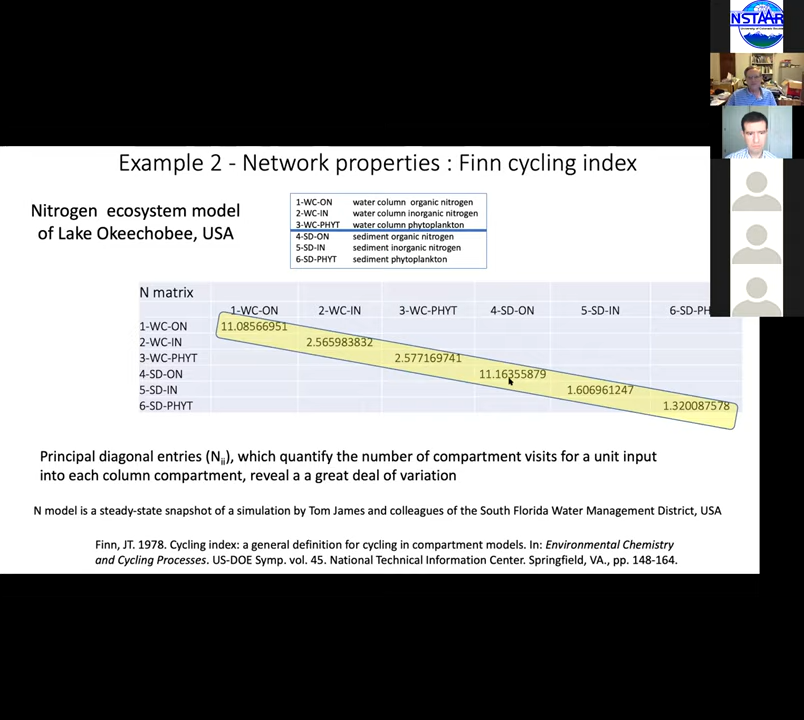 NSTAAR
Example 2 - Network properties : Finn cycling index
Nitrogen ecosystem model
of Lake Okeechobee, USA
1-WC-ON water column organic nitrogen
2-WC-IN water column inorganic nitrogen
3-WC-PHYT water column phytoplankton
4-SD-ON sediment organic nitrogen
5-SD-IN sediment inorganic nitrogen
6-SD-PHYT sediment phytoplankton
N matrix
1-WC-ON 2-WC-IN 3-WC-PHYT 4-SD-ON 5-SD-IN 6-SD-PH
1-WC-ON 11.08566951
2-WC-IN 2.565983832
3-WC-PHYT 2.577169741
4-SD-ON 11.16355879
5-SD-IN 1.606961247
6-SD-PHYT 1.320087578
Principal diagonal entries (Nii), which quantify the number of compartment visits for a unit input
into each column compartment, reveal a a great deal of variation
N model is a steady-state snapshot of a simulation by Tom James and colleagues of the South Florida Water Management District, USA
Finn, JT. 1978. Cycling index: a general definition for cycling in compartment models. In: Environmental Chemistry
and Cycling Processes. US-DOE Symp. vol. 45. National Technical Information Center. Springfield, VA., pp. 148-164.